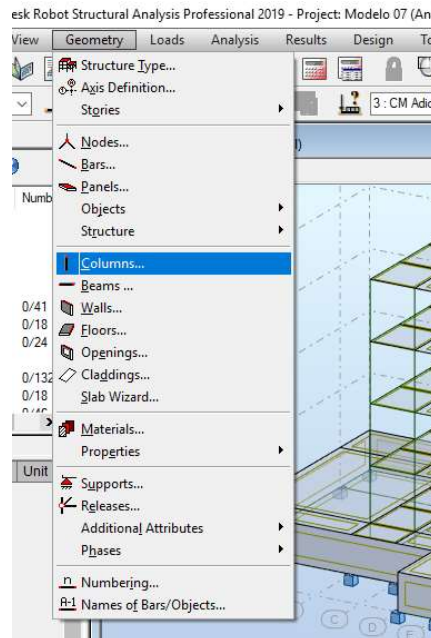 esk Robot Structural Analysis Professional 2019 - Project: Modelo 07 (An
View Geometry Loads Analysis Results Design To
Structure Type...
Axis Definition...
Stories
3 : CM Adic
Nodes...
Bars...
Panels...
Numb
Objects
Structure
Columns...
Beams ...
0/41
Walls...
0/18
Floors...
0/24
Openings...
0/132
Claddings...
0/18
Slab Wizard...
Materials...
Properties
Unit
Supports...
Releases...
Additional Attributes
Phases
Numbering...
Names of Bars/Objects...
C
D
E